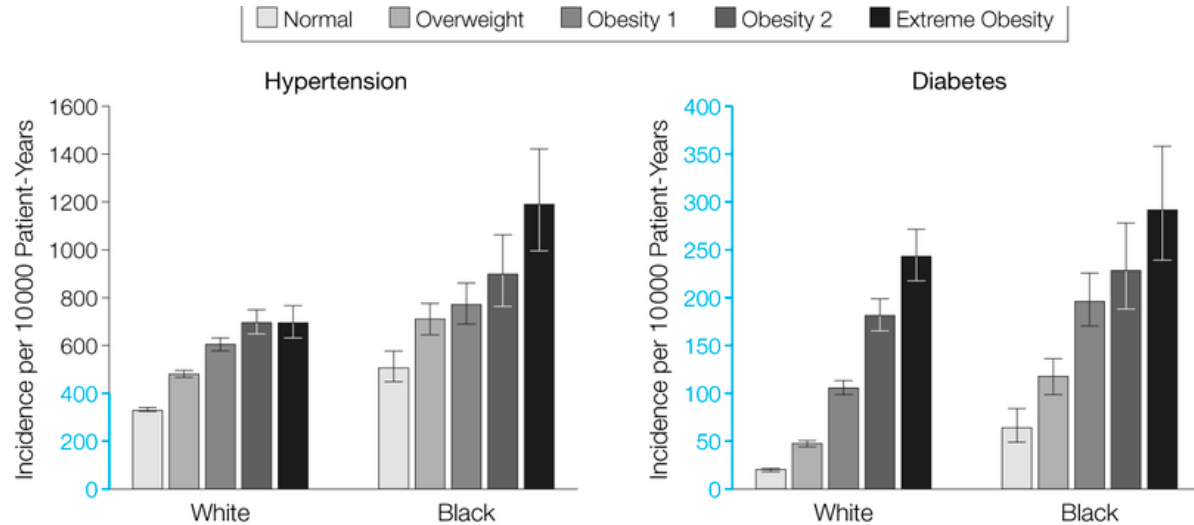 Normal Overweight Obesity 1 Obesity 2 Extreme Obesity
Hypertension
Incidence per 10000 Patient-Years
1600
1400
1200
1000
800
600
400
200
0
White Black
Diabetes
Incidence per 10000 Patient-Years
400
350
300
250
200
150
100
50
0
White Black